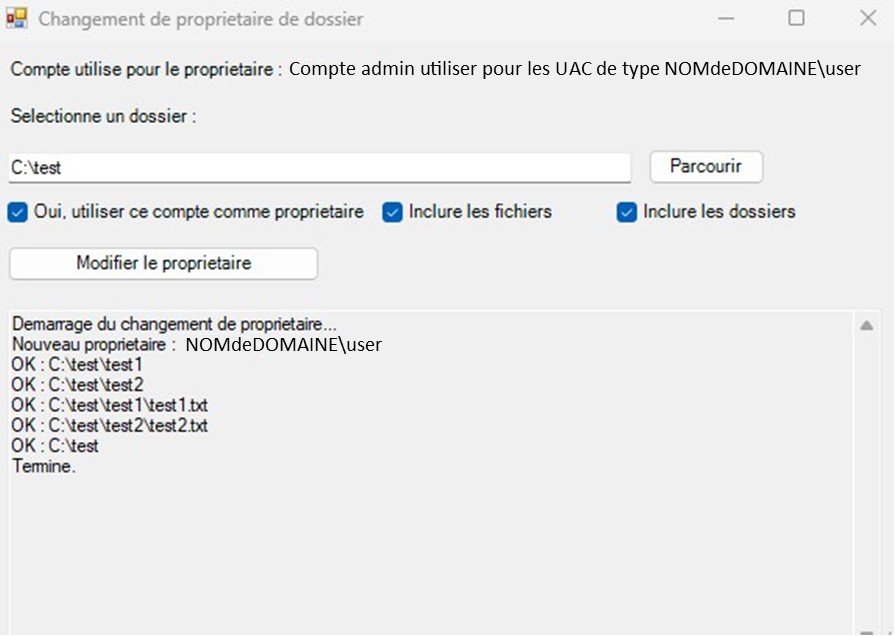 Changement de proprietaire de dossier
Compte utilise pour le proprietaire : Compte admin utiliser pour les UAC de type NOMdeDOMAINE\user
Selectionne un dossier :
C:\test Parcourir
Oui, utiliser ce compte comme proprietaire Inclure les fichiers Inclure les dossiers
Modifier le proprietaire
Demarrage du changement de proprietaire...
Nouveau proprietaire : NOMdeDOMAINE\user
OK : C:\test\test1
OK : C:\test\test2
OK : C:\test\test1\test1.txt
OK : C:\test\test2\test2.txt
OK : C:\test
Termine.